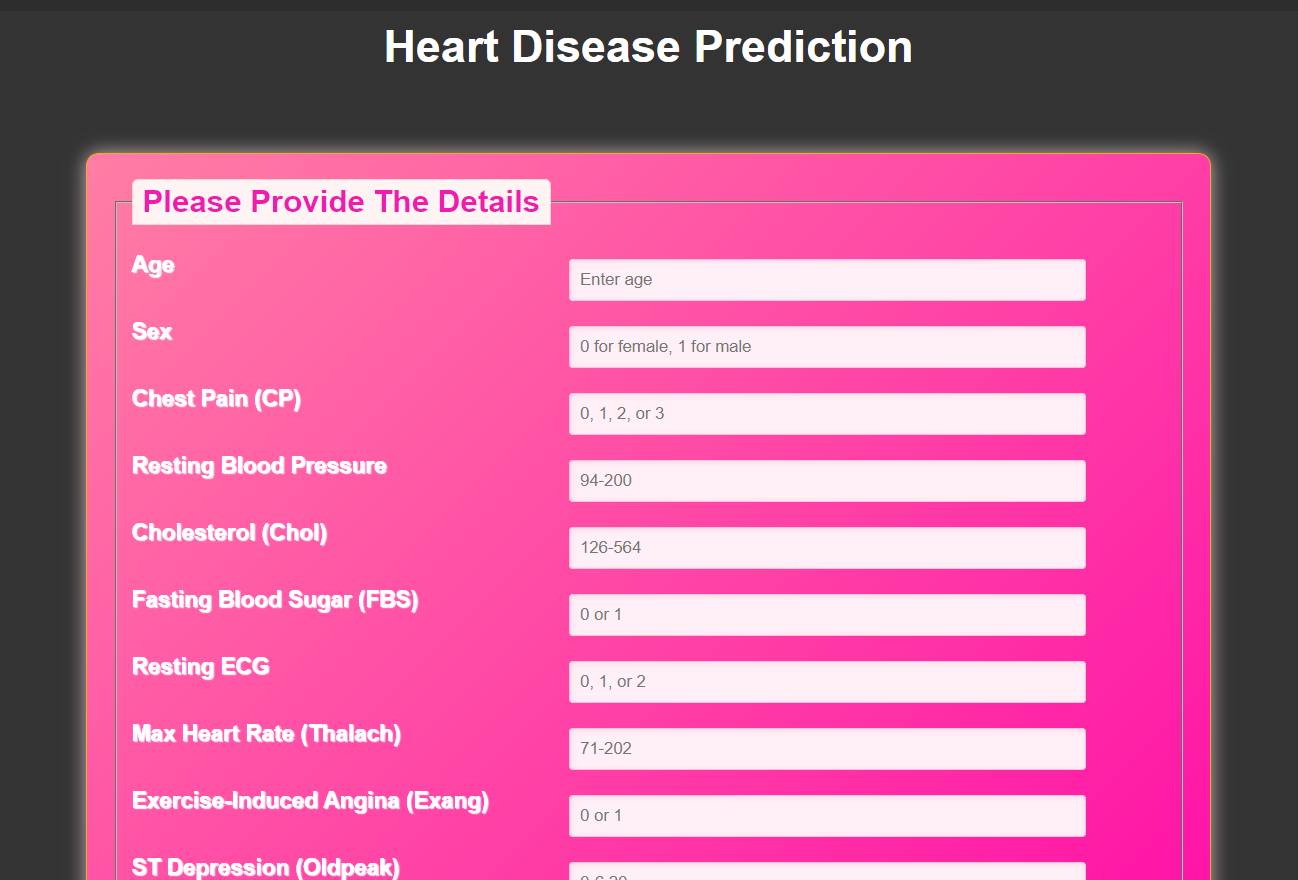 Heart Disease Prediction
Please Provide The Details
Age
Enter age
Sex
0 for female, 1 for male
Chest Pain (CP)
0, 1, 2, or 3
Resting Blood Pressure
94-200
Cholesterol (Chol)
126-564
Fasting Blood Sugar (FBS)
0 or 1
Resting ECG
0, 1, or 2
Max Heart Rate (Thalach)
71-202
Exercise-Induced Angina (Exang)
0 or 1
ST Depression (Oldpeak)